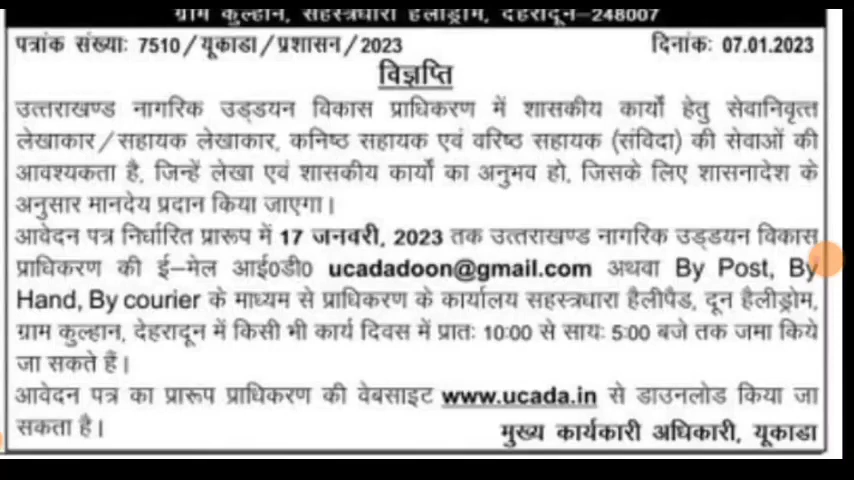 ग्राम कुल्हान, सहस्त्रधारा हैलीड्रोम, देहरादून-248007
पत्रांक संख्याः 7510/यूकाडा/प्रशासन/2023 दिनांकः 07.01.2023
विज्ञप्ति
उत्तराखण्ड नागरिक उड्डयन विकास प्राधिकरण में शासकीय कार्यो हेतु सेवानिवृत्त
लेखाकार/सहायक लेखाकार, कनिष्ठ सहायक एवं वरिष्ठ सहायक (संविदा) की सेवाओं की
आवश्यकता है, जिन्हें लेखा एवं शासकीय कार्यो का अनुभव हो, जिसके लिए शासनादेश के
अनुसार मानदेय प्रदान किया जाएगा।
आवेदन पत्र निर्धारित प्रारूप में 17 जनवरी, 2023 तक उत्तराखण्ड नागरिक उड्डयन विकास
प्राधिकरण की ई-मेल आई0डी0 ucadadoon@gmail.com अथवा By Post, By
Hand, By courier के माध्यम से प्राधिकरण के कार्यालय सहस्त्रधारा हैलीपैड, दून हैलीड्रोम,
ग्राम कुल्हान, देहरादून में किसी भी कार्य दिवस में प्रातः 10:00 से सायः 5:00 बजे तक जमा किये
जा सकते हैं।
आवेदन पत्र का प्रारूप प्राधिकरण की वेबसाइट www.ucada.in से डाउनलोड किया जा
सकता है।
मुख्य कार्यकारी अधिकारी, यूकाडा